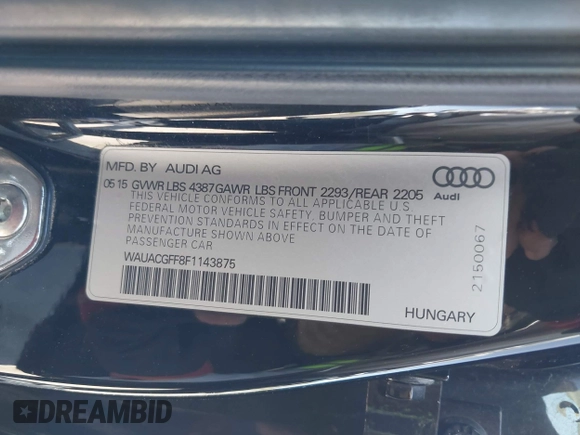 MFD. BY AUDI AG
05 15 GVWR LBS 4387 GAWR LBS FRONT 2293/REAR 2205
THIS VEHICLE CONFORMS TO ALL APPLICABLE U S
FEDERAL MOTOR VEHICLE SAFETY, BUMPER AND THEFT
PREVENTION STANDARDS IN EFFECT ON THE DATE OF
MANUFACTURE SHOWN ABOVE
PASSENGER CAR
WAUACGFF8F1143875
HUNGARY
Audi
2150067
DREAMBID